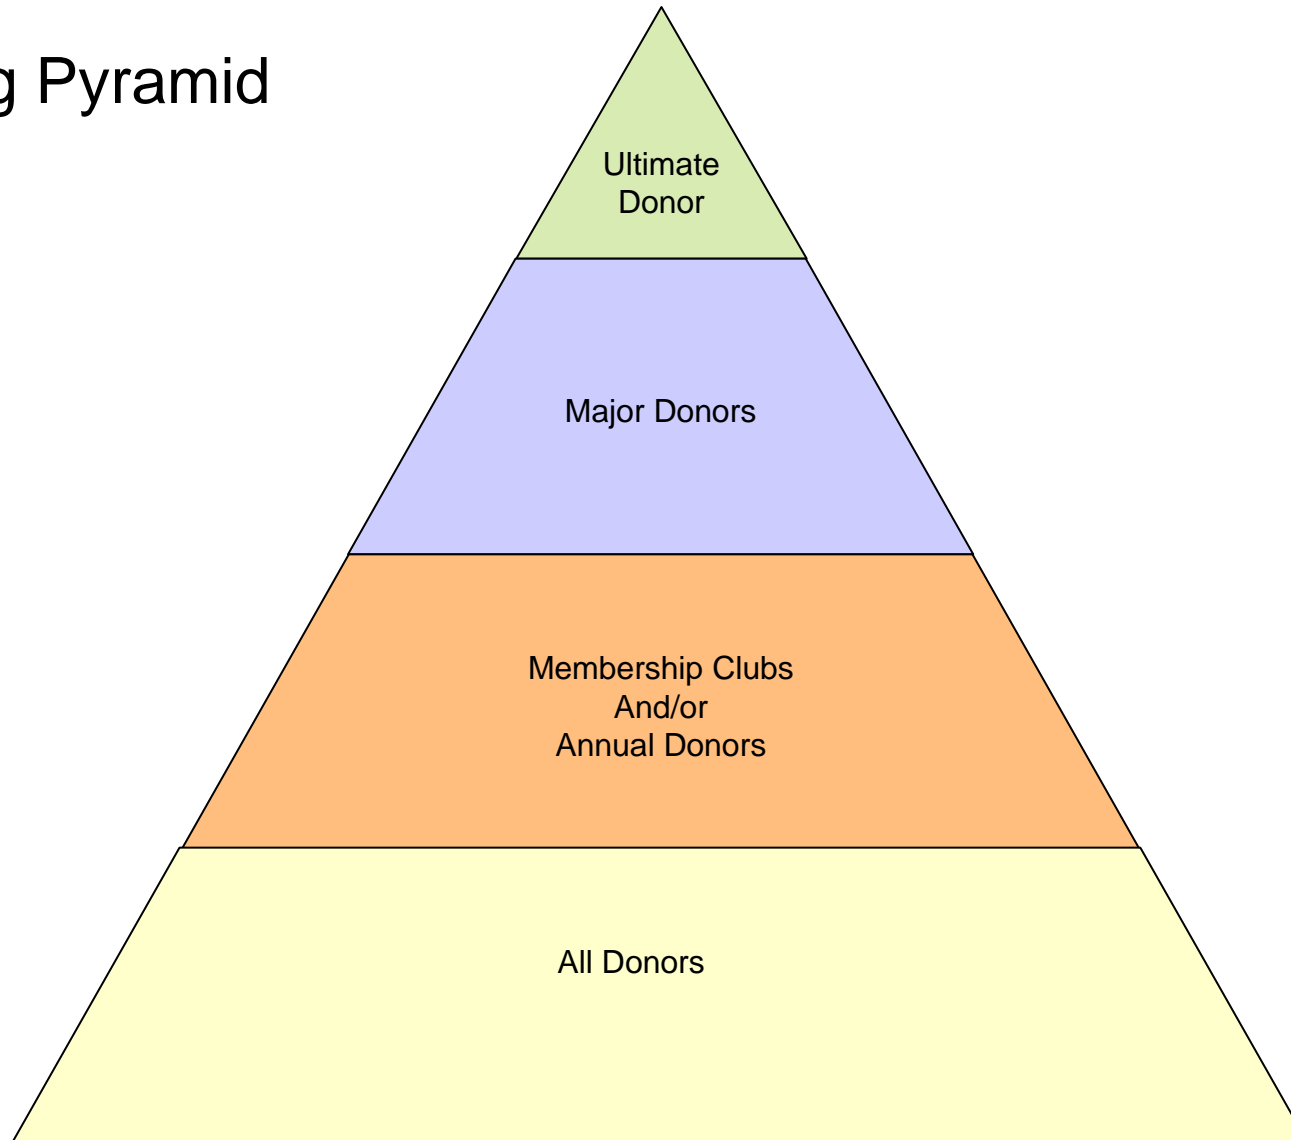 g Pyramid
Ultimate
Donor
Major Donors
Membership Clubs
And/or
Annual Donors
All Donors